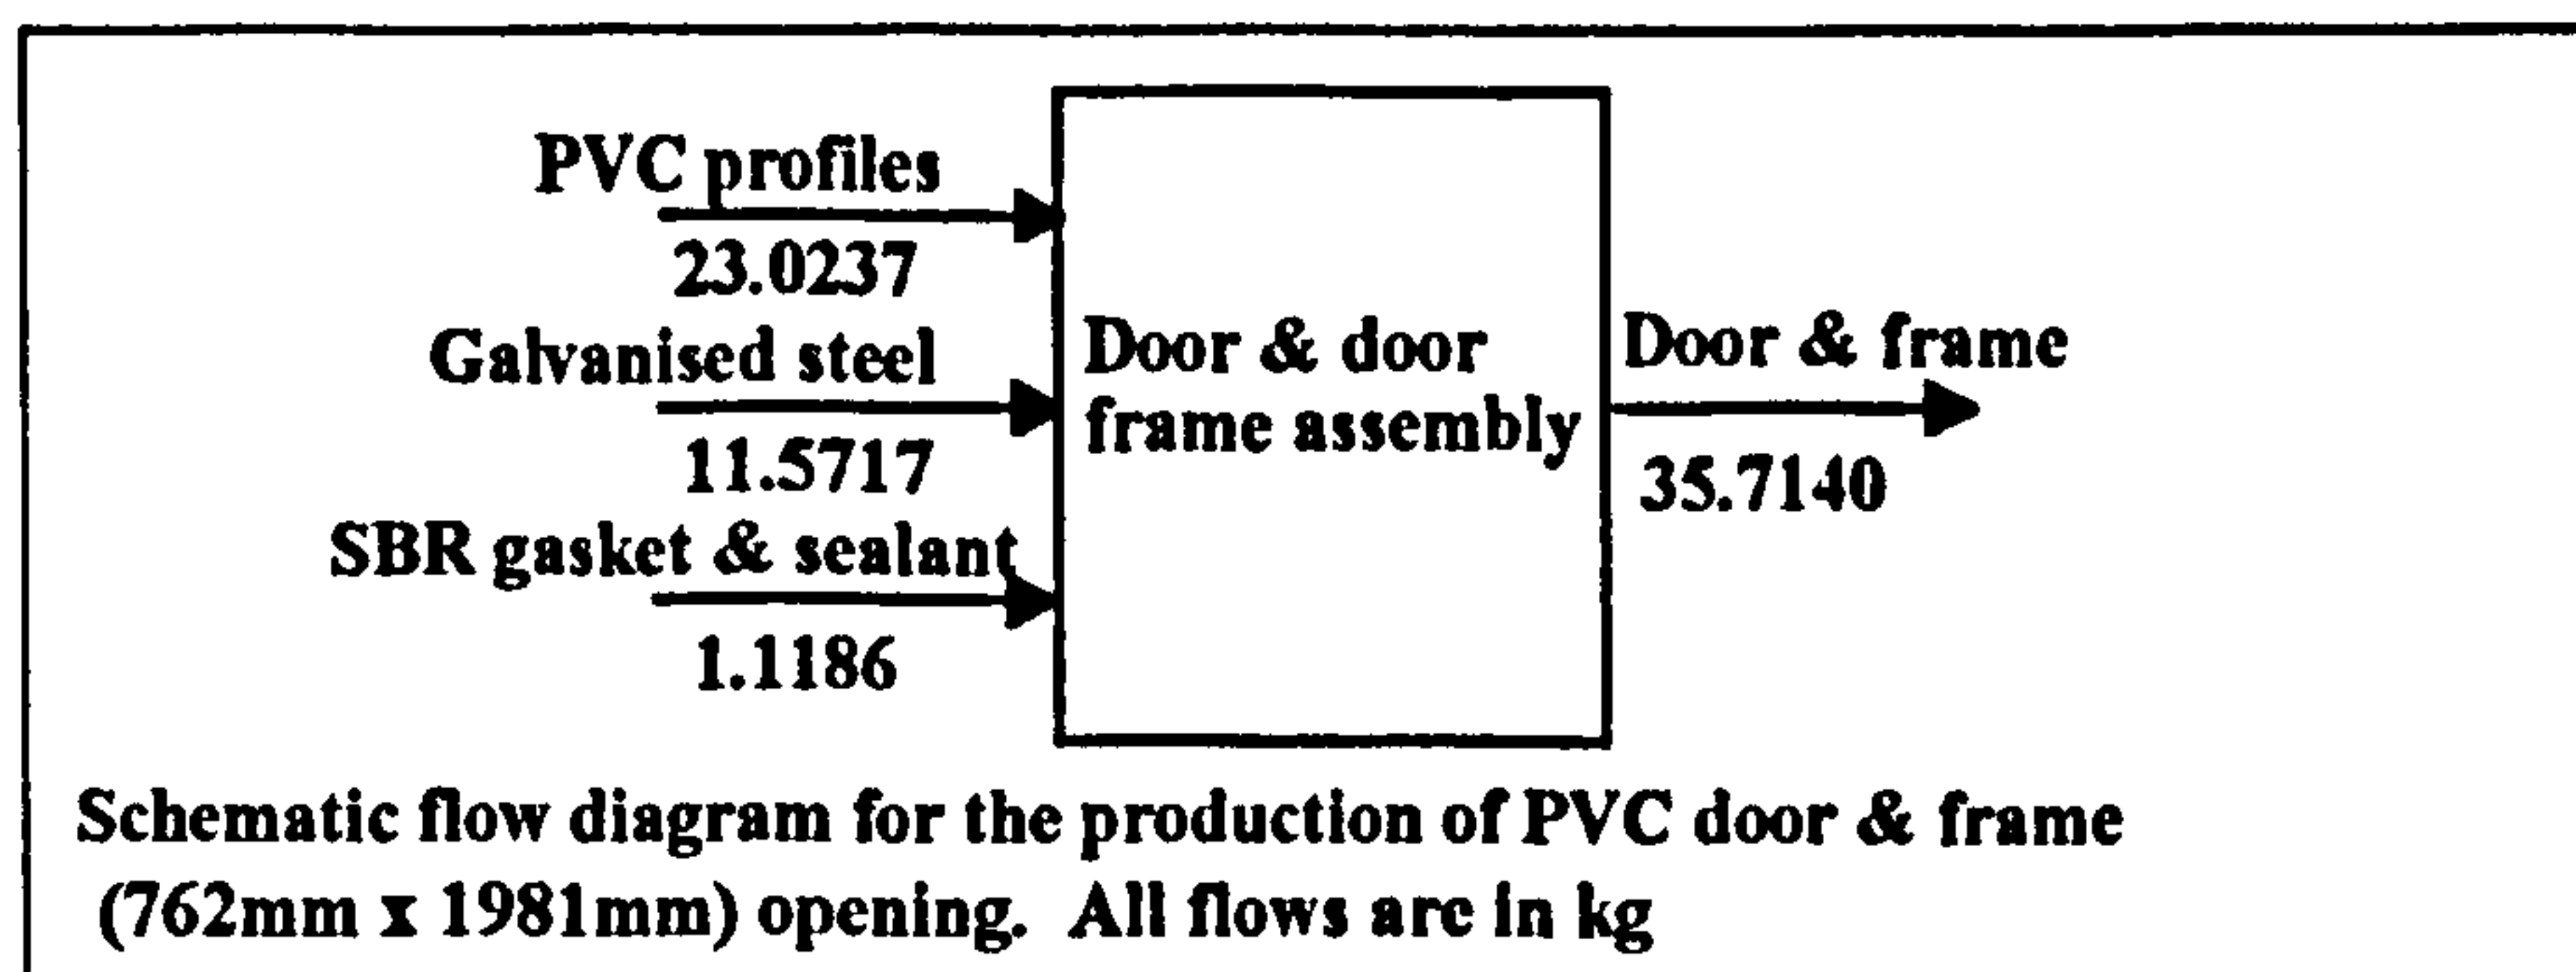 PVC profiles
23.0237
Galvanised steel
11.5717
SBR gasket & sealant
1.1186
Door & door
frame assembly
Door & frame
35.7140
Schematic flow diagram for the production of PVC door & frame
(762mm x 1981mm) opening. All flows are in kg